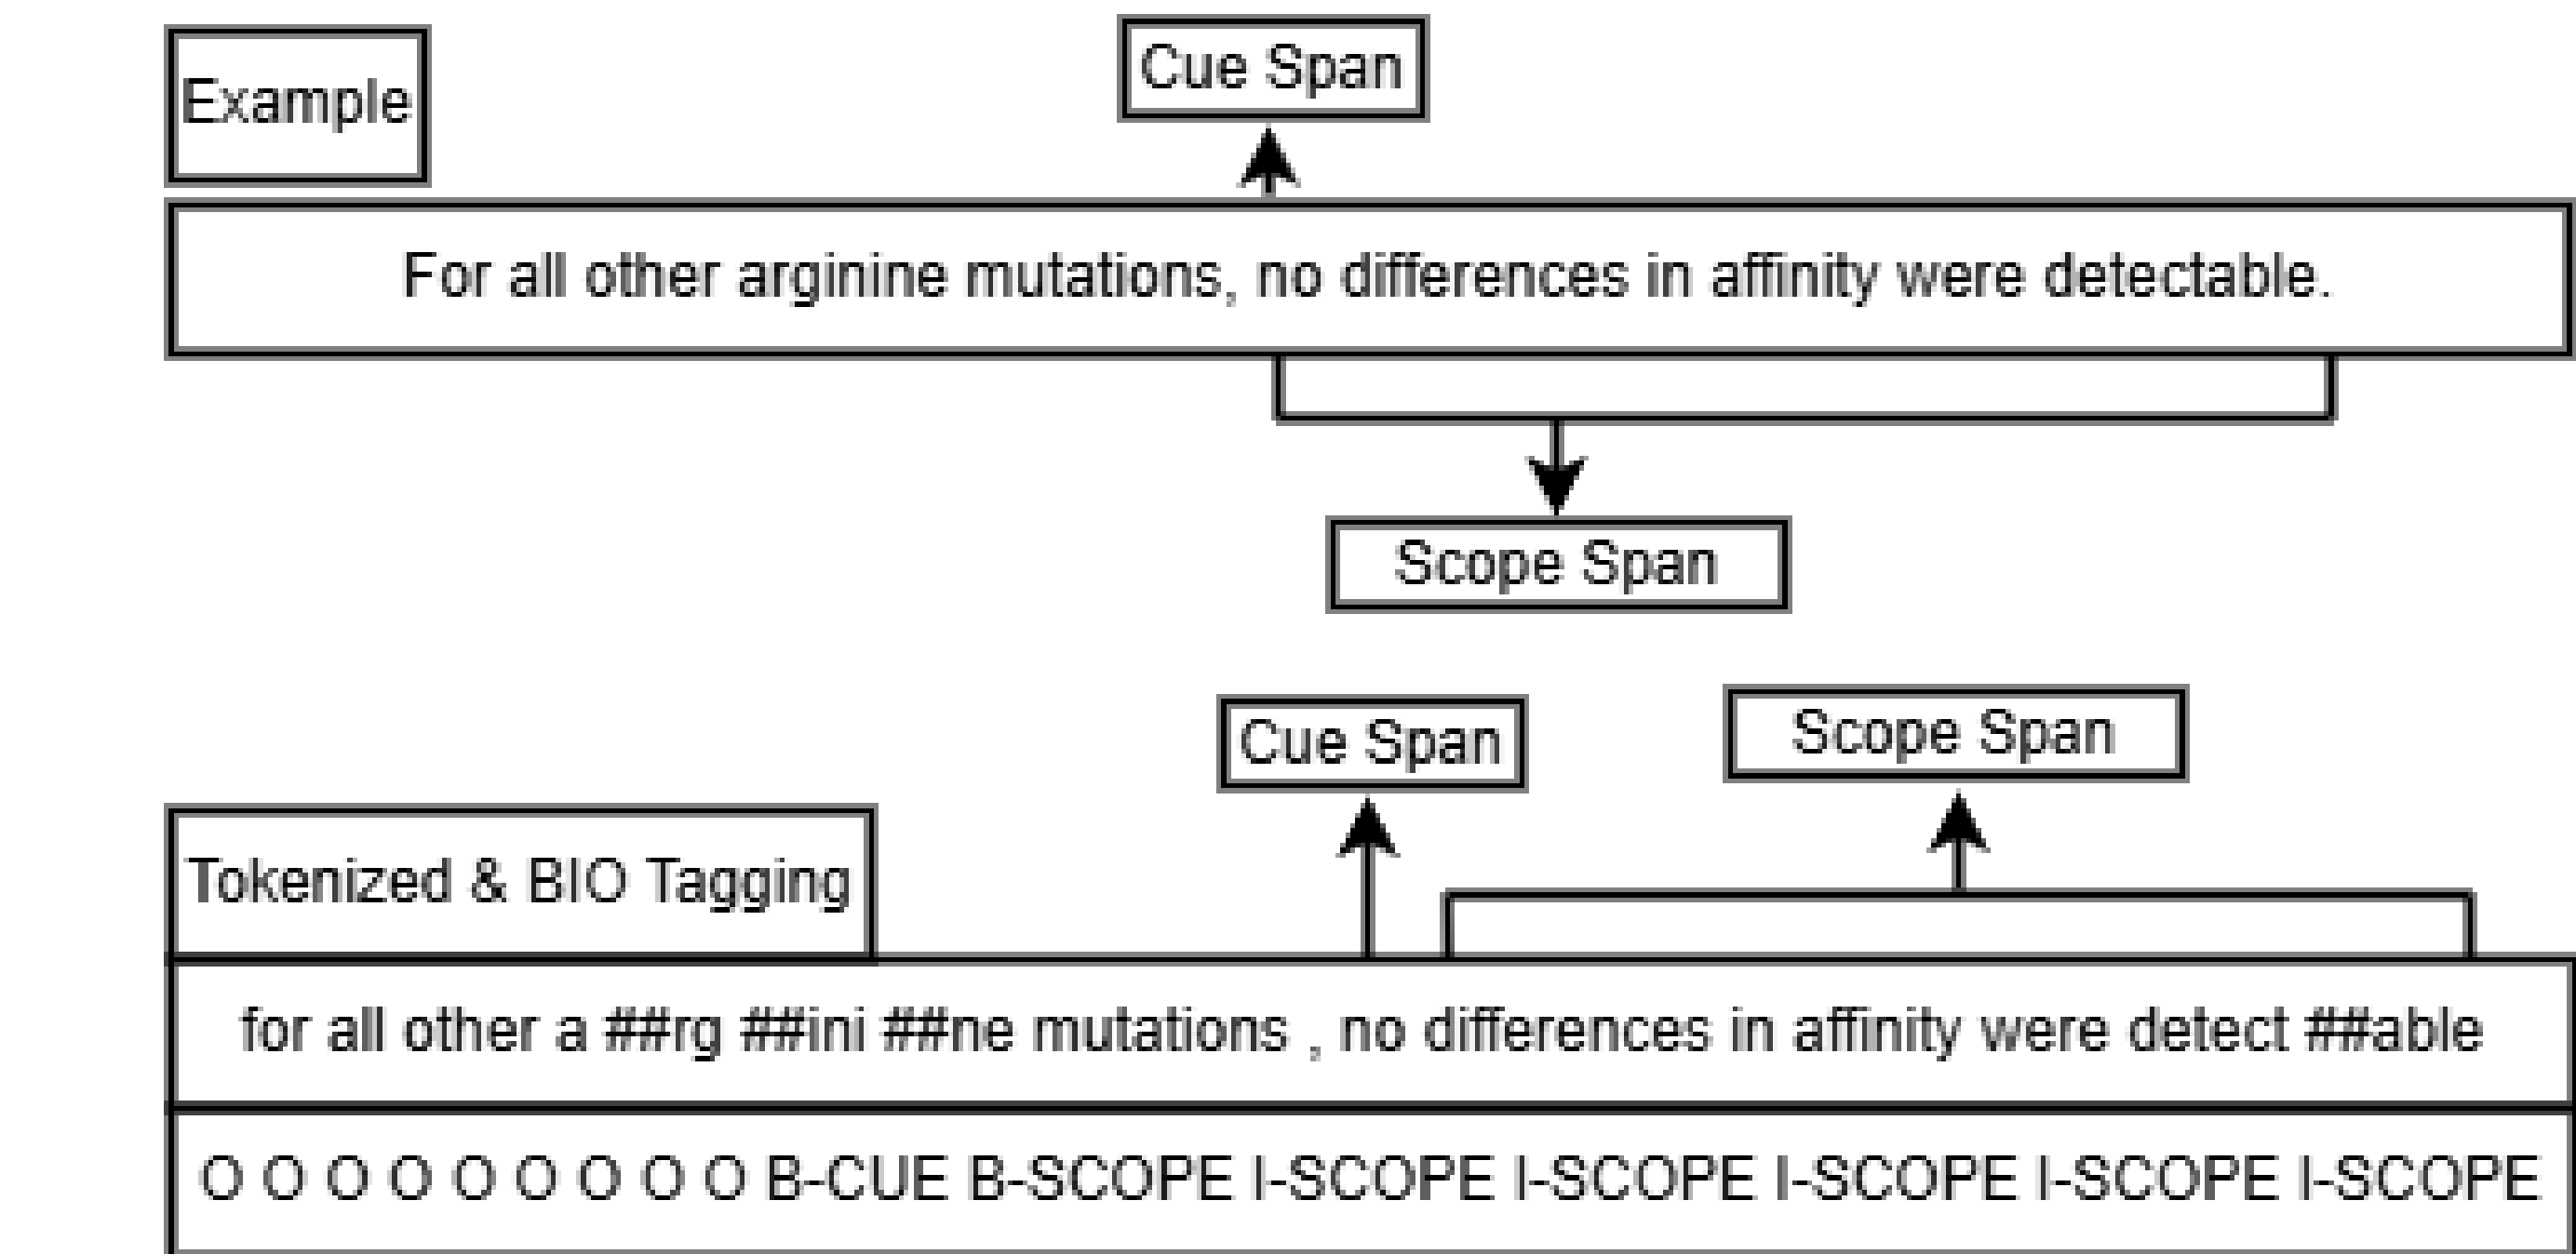 Example
Cue Span
For all other arginine mutations, no differences in affinity were detectable.
Scope Span
Cue Span
Scope Span
Tokenized & BIO Tagging
for all other a ##rg ##ini ##ne mutations , no differences in affinity were detect ##able
O O O O O O O O O B-CUE B-SCOPE I-SCOPE I-SCOPE I-SCOPE I-SCOPE I-SCOPE